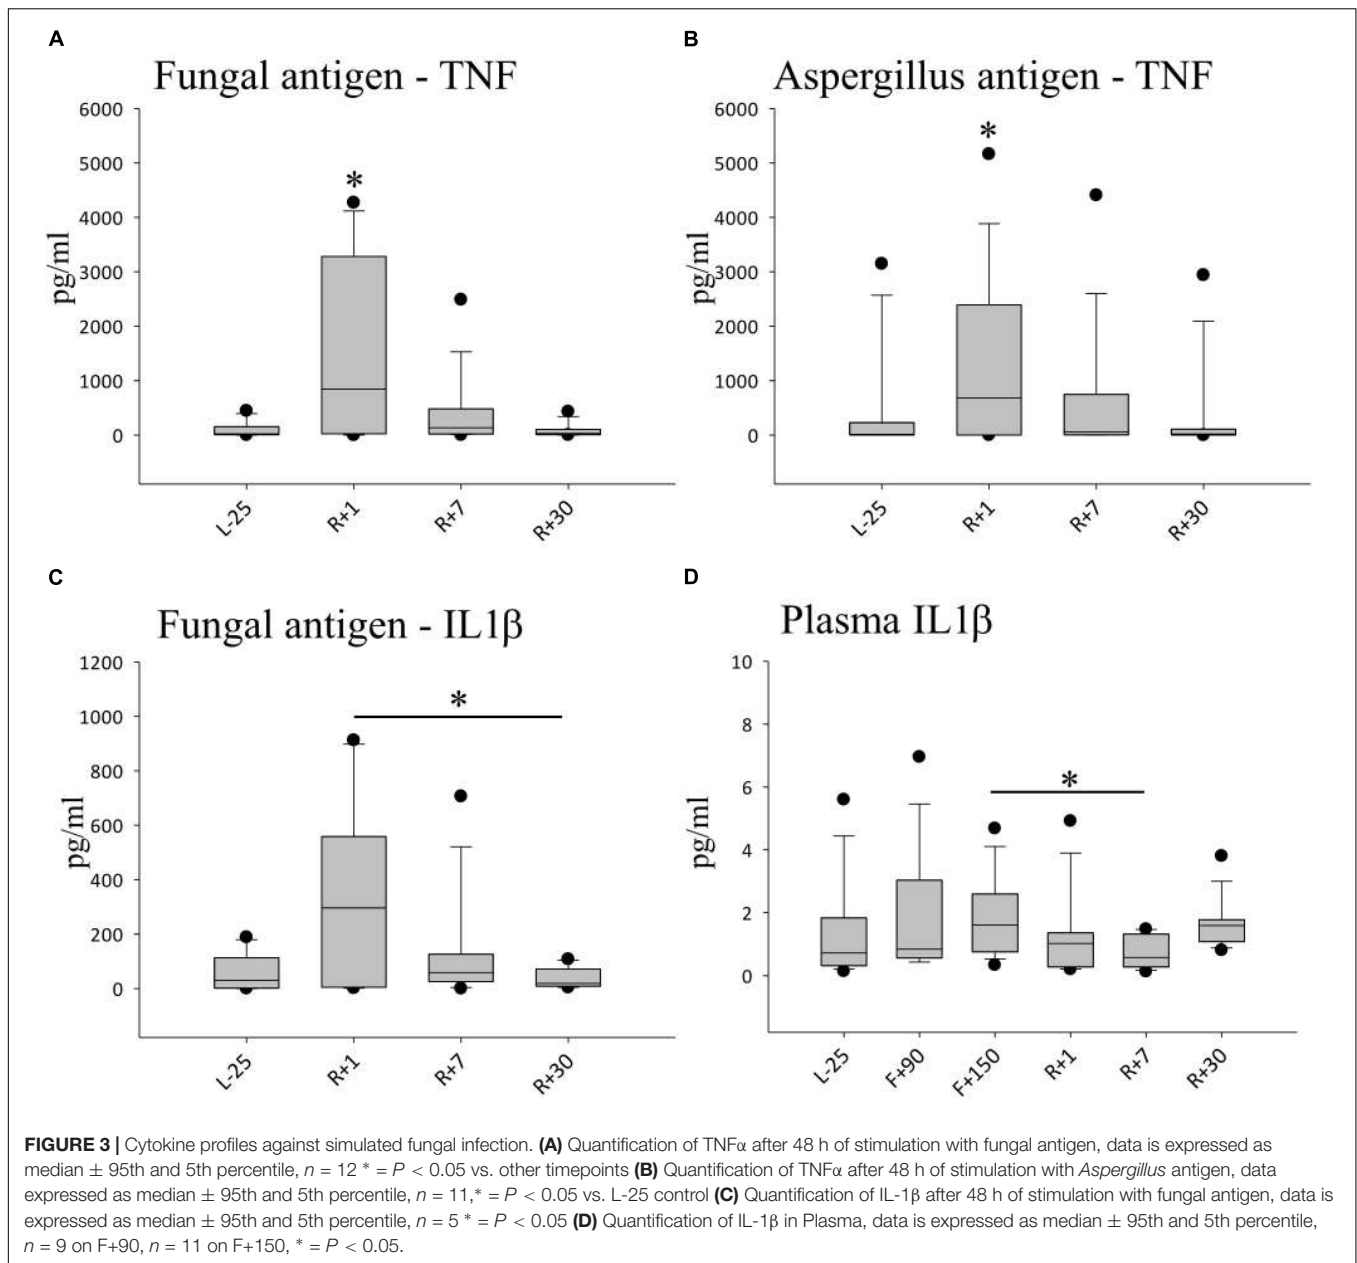 A
Fungal antigen - TNF
6000
5000
4000
3000
2000
1000
0
pg/ml
*
L-25
R+1
R+7
R+30
B
Aspergillus antigen - TNF
6000
5000
4000
3000
2000
1000
0
pg/ml
*
L-25
R+1
R+7
R+30
C
Fungal antigen - IL1β
1200
1000
800
600
400
200
0
pg/ml
*
L-25
R+1
R+7
R+30
D
Plasma IL1β
10
8
6
4
2
0
pg/ml
*
L-25
F+90
F+150
R+1
R+7
R+30
FIGURE 3 | Cytokine profiles against simulated fungal infection. (A) Quantification of TNFα after 48 h of stimulation with fungal antigen, data is expressed as
median ± 95th and 5th percentile, n = 12 * = P < 0.05 vs. other timepoints (B) Quantification of TNFα after 48 h of stimulation with Aspergillus antigen, data
expressed as median ± 95th and 5th percentile, n = 11,* = P < 0.05 vs. L-25 control (C) Quantification of IL-1β after 48 h of stimulation with fungal antigen, data is
expressed as median ± 95th and 5th percentile, n = 5 * = P < 0.05 (D) Quantification of IL-1β in Plasma, data is expressed as median ± 95th and 5th percentile,
n = 9 on F+90, n = 11 on F+150, * = P < 0.05.